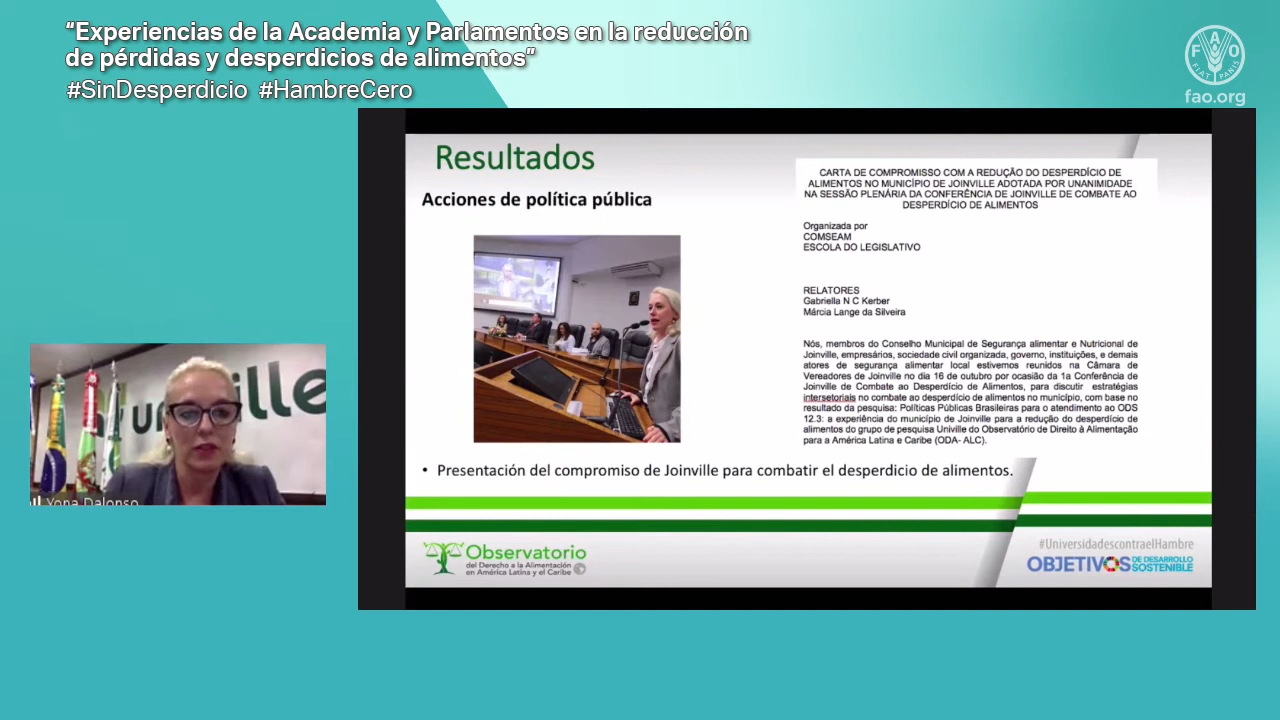 “Experiencias de la Academia y Parlamentos en la reducción
de pérdidas y desperdicios de alimentos”
#SinDesperdicio #HambreCero
F A O
FIAT PANIS
fao.org
Resultados
Acciones de política pública
CARTA DE COMPROMISSO COM A REDUÇÃO DO DESPERDÍCIO DE
ALIMENTOS NO MUNICÍPIO DE JOINVILLE ADOTADA POR UNANIMIDADE
NA SESSÃO PLENÁRIA DA CONFERÊNCIA DE JOINVILLE DE COMBATE AO
DESPERDÍCIO DE ALIMENTOS
Organizada por
COMSEAM
ESCOLA DO LEGISLATIVO
RELATORES
Gabriella N C Kerber
Márcia Lange da Silveira
Nós, membros do Conselho Municipal de Segurança alimentar e Nutricional de
Joinville, empresários, sociedade civil organizada, governo, instituições, e demais
atores de segurança alimentar local estivemos reunidos na Câmara de
Vereadores de Joinville no dia 16 de outubro por ocasião da 1a Conferência de
Joinville de Combate ao Desperdício de Alimentos, para discutir estratégias
intersetoriais no combate ao desperdício de alimentos no município, com base no
resultado da pesquisa: Políticas Públicas Brasileiras para o atendimento ao ODS
12.3: a experiência do município de Joinville para a redução do desperdício de
alimentos do grupo de pesquisa Univille do Observatório de Direito à Alimentação
para a América Latina e Caribe (ODA- ALC).
• Presentación del compromiso de Joinville para combatir el desperdicio de alimentos.
univille
Yona Dalonso
Observatorio
del Derecho a la Alimentación
en América Latina y el Caribe
#UniversidadescontraelHambre
OBJETIVOS DE DESARROLLO
SOSTENIBLE